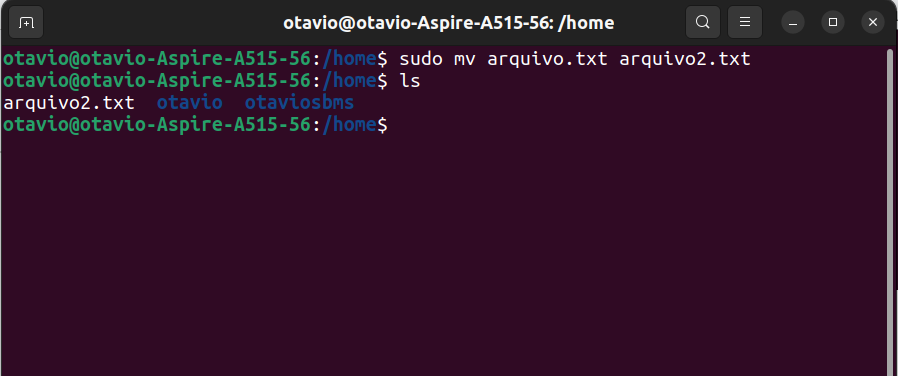 otavio@otavio-Aspire-A515-56: /home
otavio@otavio-Aspire-A515-56:/home$ sudo mv arquivo.txt arquivo2.txt
otavio@otavio-Aspire-A515-56:/home$ ls
arquivo2.txt  otavio  otaviosbms
otavio@otavio-Aspire-A515-56:/home$